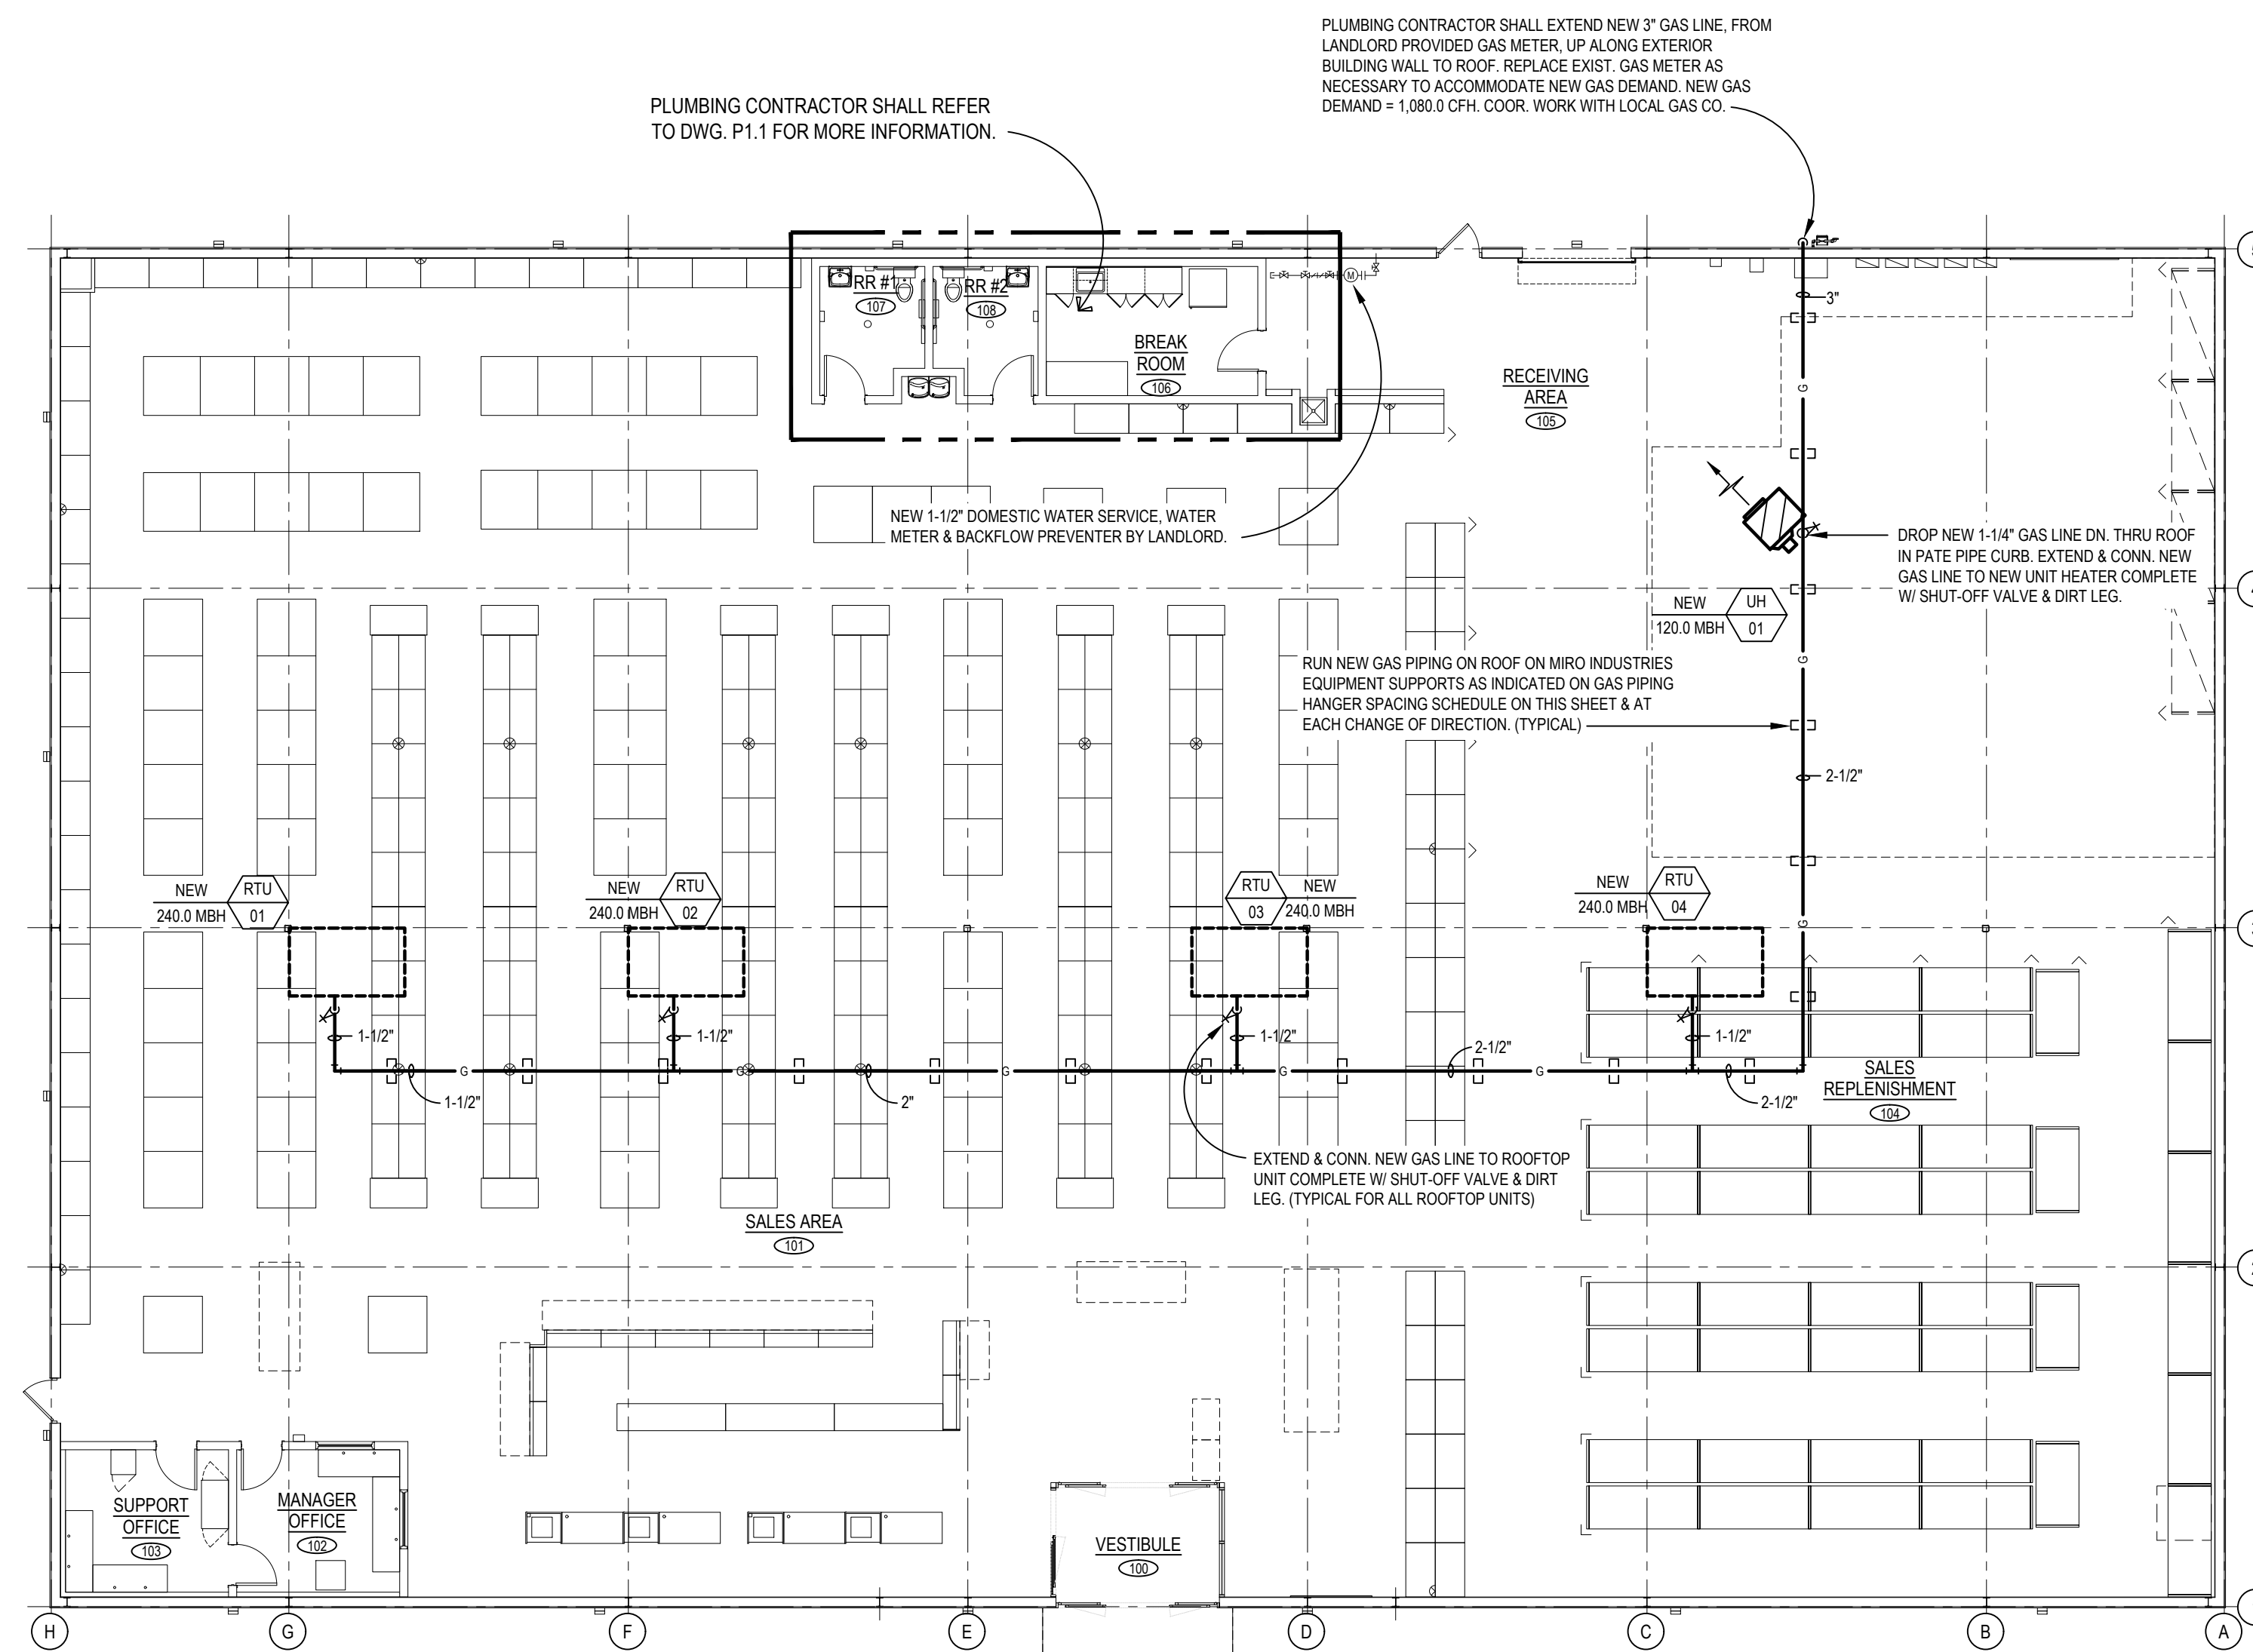 PLUMBING CONTRACTOR SHALL EXTEND NEW 3" GAS LINE, FROM
LANDLORD PROVIDED GAS METER, UP ALONG EXTERIOR
BUILDING WALL TO ROOF. REPLACE EXIST. GAS METER AS
NECESSARY TO ACCOMMODATE NEW GAS DEMAND. NEW GAS
DEMAND = 1,080.0 CFH. COOR. WORK WITH LOCAL GAS CO.
PLUMBING CONTRACTOR SHALL REFER
TO DWG. P1.1 FOR MORE INFORMATION.
RR #1
107
RR #2
108
BREAK
ROOM
106
M
RECEIVING
AREA
105
3"
G
NEW 1-1/2" DOMESTIC WATER SERVICE, WATER
METER & BACKFLOW PREVENTER BY LANDLORD.
DROP NEW 1-1/4" GAS LINE DN. THRU ROOF
IN PATE PIPE CURB. EXTEND & CONN. NEW
GAS LINE TO NEW UNIT HEATER COMPLETE
W/ SHUT-OFF VALVE & DIRT LEG.
NEW
120.0 MBH
UH
01
G
RUN NEW GAS PIPING ON ROOF ON MIRO INDUSTRIES
EQUIPMENT SUPPORTS AS INDICATED ON GAS PIPING
HANGER SPACING SCHEDULE ON THIS SHEET & AT
EACH CHANGE OF DIRECTION. (TYPICAL)
2-1/2"
NEW
240.0 MBH
RTU
01
NEW
240.0 MBH
RTU
02
RTU
03
NEW
240.0 MBH
NEW
240.0 MBH
RTU
04
G
1-1/2"
1-1/2"
1-1/2"
1-1/2"
G
G
G
G
G
2-1/2"
1-1/2"
2"
2-1/2"
SALES
REPLENISHMENT
104
EXTEND & CONN. NEW GAS LINE TO ROOFTOP
UNIT COMPLETE W/ SHUT-OFF VALVE & DIRT
LEG. (TYPICAL FOR ALL ROOFTOP UNITS)
SALES AREA
101
SUPPORT
OFFICE
103
MANAGER
OFFICE
102
VESTIBULE
100
H
G
F
E
D
C
B
A